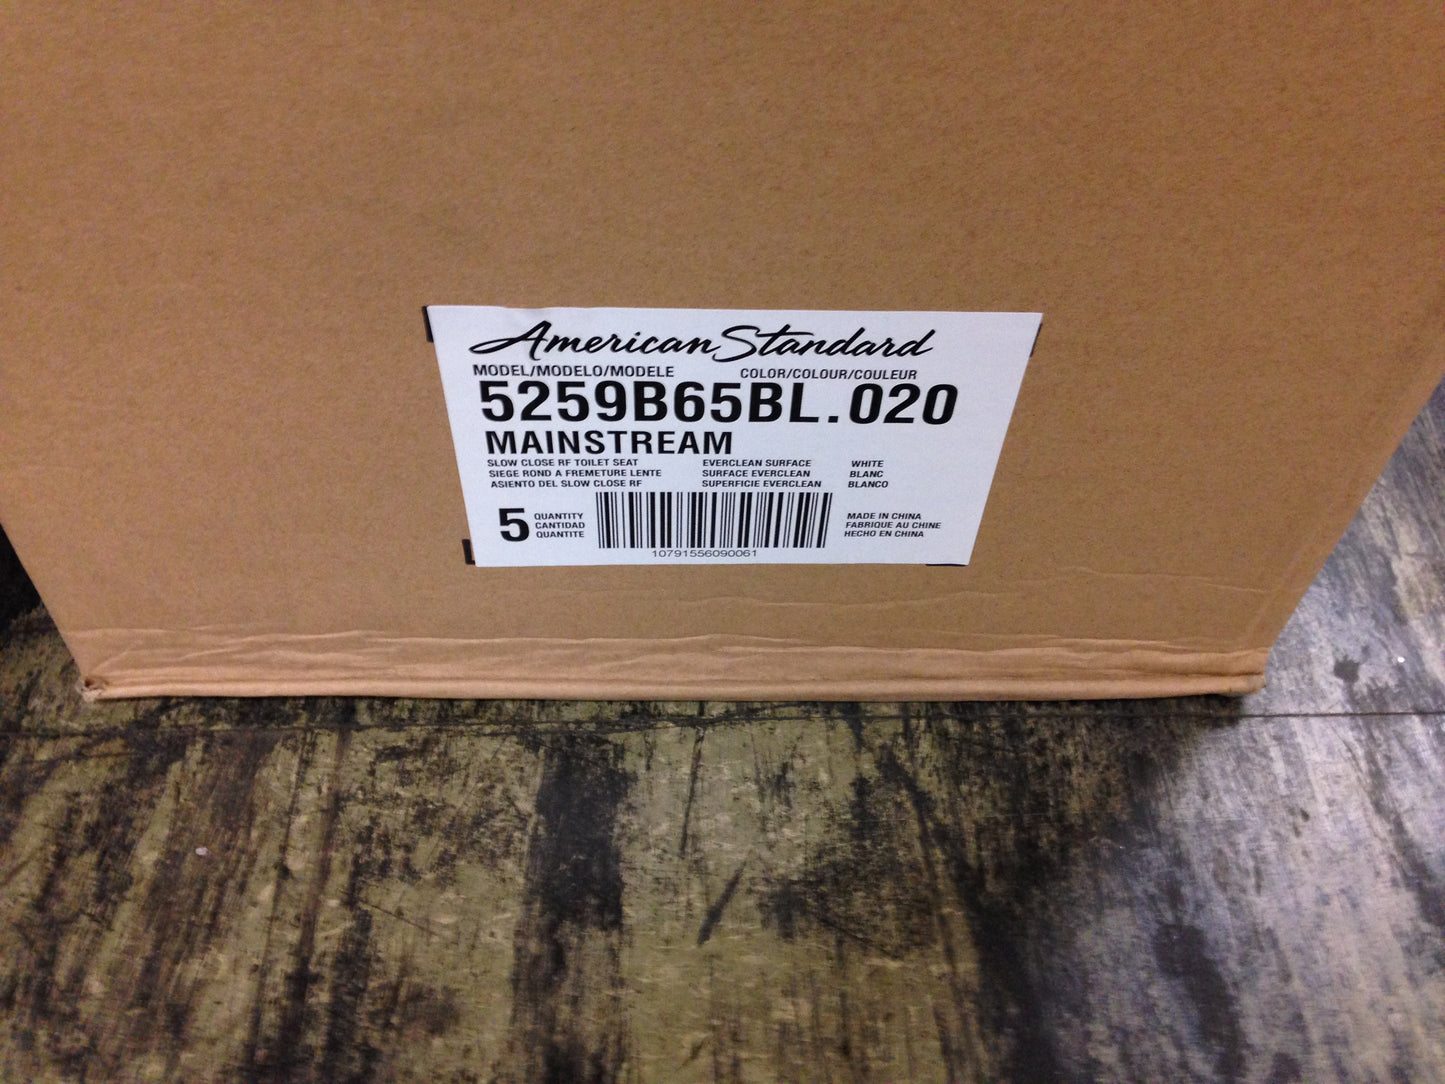 American Standard
MODEL/MODELO/MODELE COLOR/COLOUR/COULEUR
5259B65BL.020
MAINSTREAM
SLOW CLOSE RF TOILET SEAT EVERCLEAN SURFACE WHITE
SIEGE ROND A FREMETURE LENTE SURFACE EVERCLEAN BLANC
ASIENTO DEL SLOW CLOSE RF SUPERFICIE EVERCLEAN BLANCO
5 QUANTITY
CANTIDAD
QUANTITE
10791556090061
MADE IN CHINA
FABRIQUE AU CHINE
HECHO EN CHINA